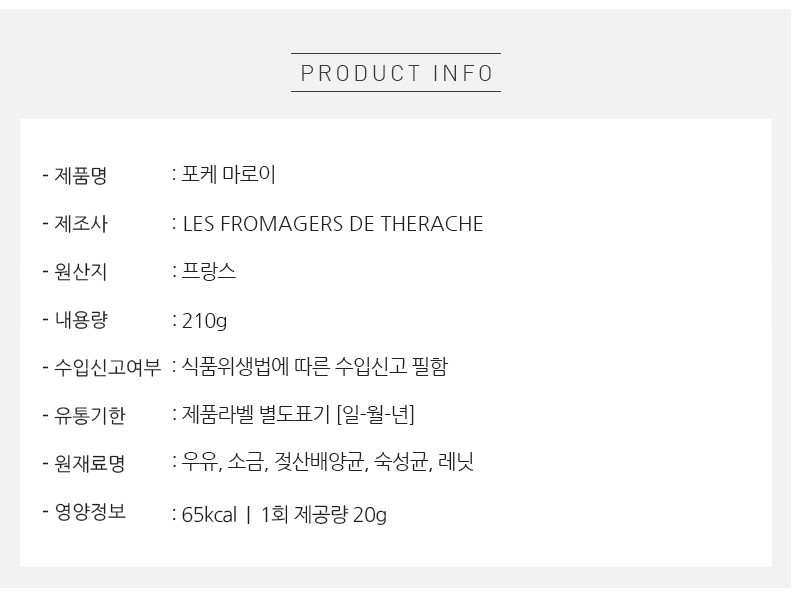 PRODUCT INFO
- 제품명 : 포케 마로이
- 제조사 : LES FROMAGERS DE THERACHE
- 원산지 : 프랑스
- 내용량 : 210g
- 수입신고여부 : 식품위생법에 따른 수입신고 필함
- 유통기한 : 제품라벨 별도표기 [일-월-년]
- 원재료명 : 우유, 소금, 젖산배양균, 숙성균, 레닛
- 영양정보 : 65kcal | 1회 제공량 20g